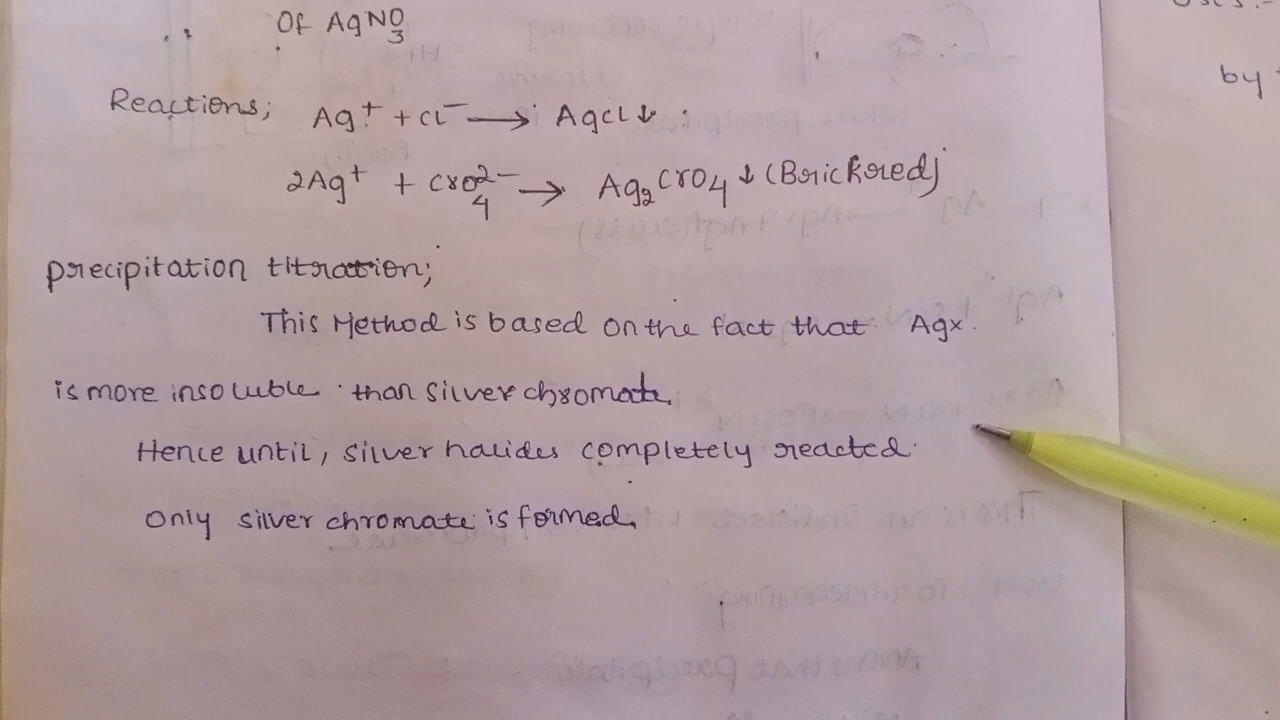 Of AgNO3
Reactions; Ag+ + Cl− → AgCl↓
2Ag+ + CrO4 2− → Ag2CrO4 ↓ (Brickred)
precipitation titration;
This Method is based on the fact that AgX
is more insoluble than silver chromate.
Hence until, silver halides completely reacted.
Only silver chromate is formed.
by